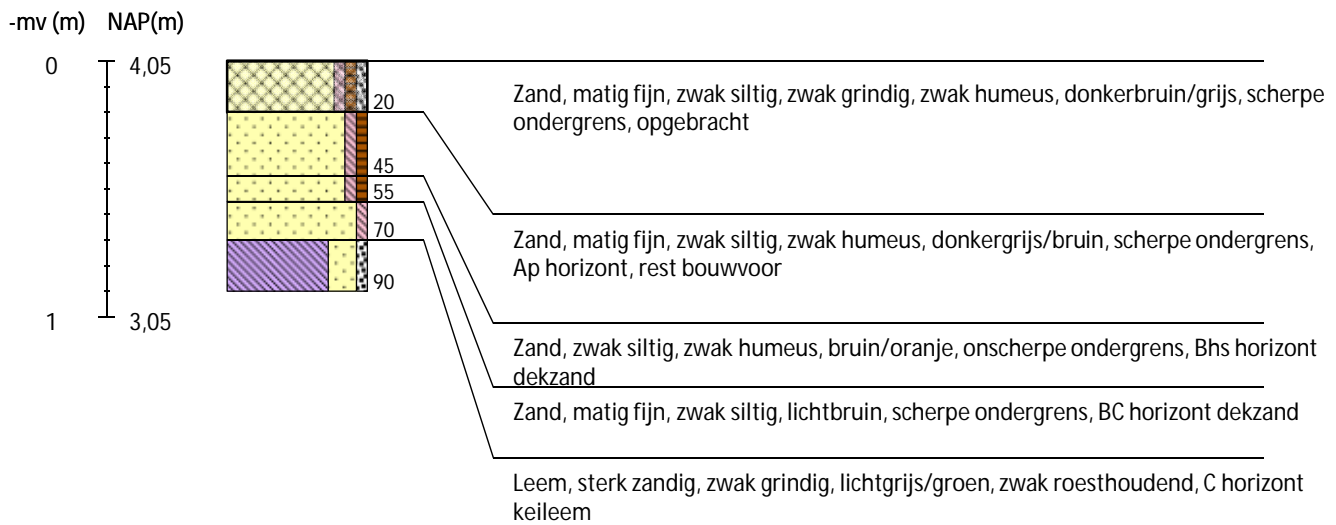 -mv (m) NAP(m)
0 4,05
20
Zand, matig fijn, zwak siltig, zwak grindig, zwak humeus, donkerbruin/grijs, scherpe
ondergrens, opgebracht
45
55
70
Zand, matig fijn, zwak siltig, zwak humeus, donkergrijs/bruin, scherpe ondergrens,
Ap horizont, rest bouwvoor
90
1 3,05
Zand, zwak siltig, zwak humeus, bruin/oranje, onscherpe ondergrens, Bhs horizont
dekzand
Zand, matig fijn, zwak siltig, lichtbruin, scherpe ondergrens, BC horizont dekzand
Leem, sterk zandig, zwak grindig, lichtgrijs/groen, zwak roesthoudend, C horizont
keileem